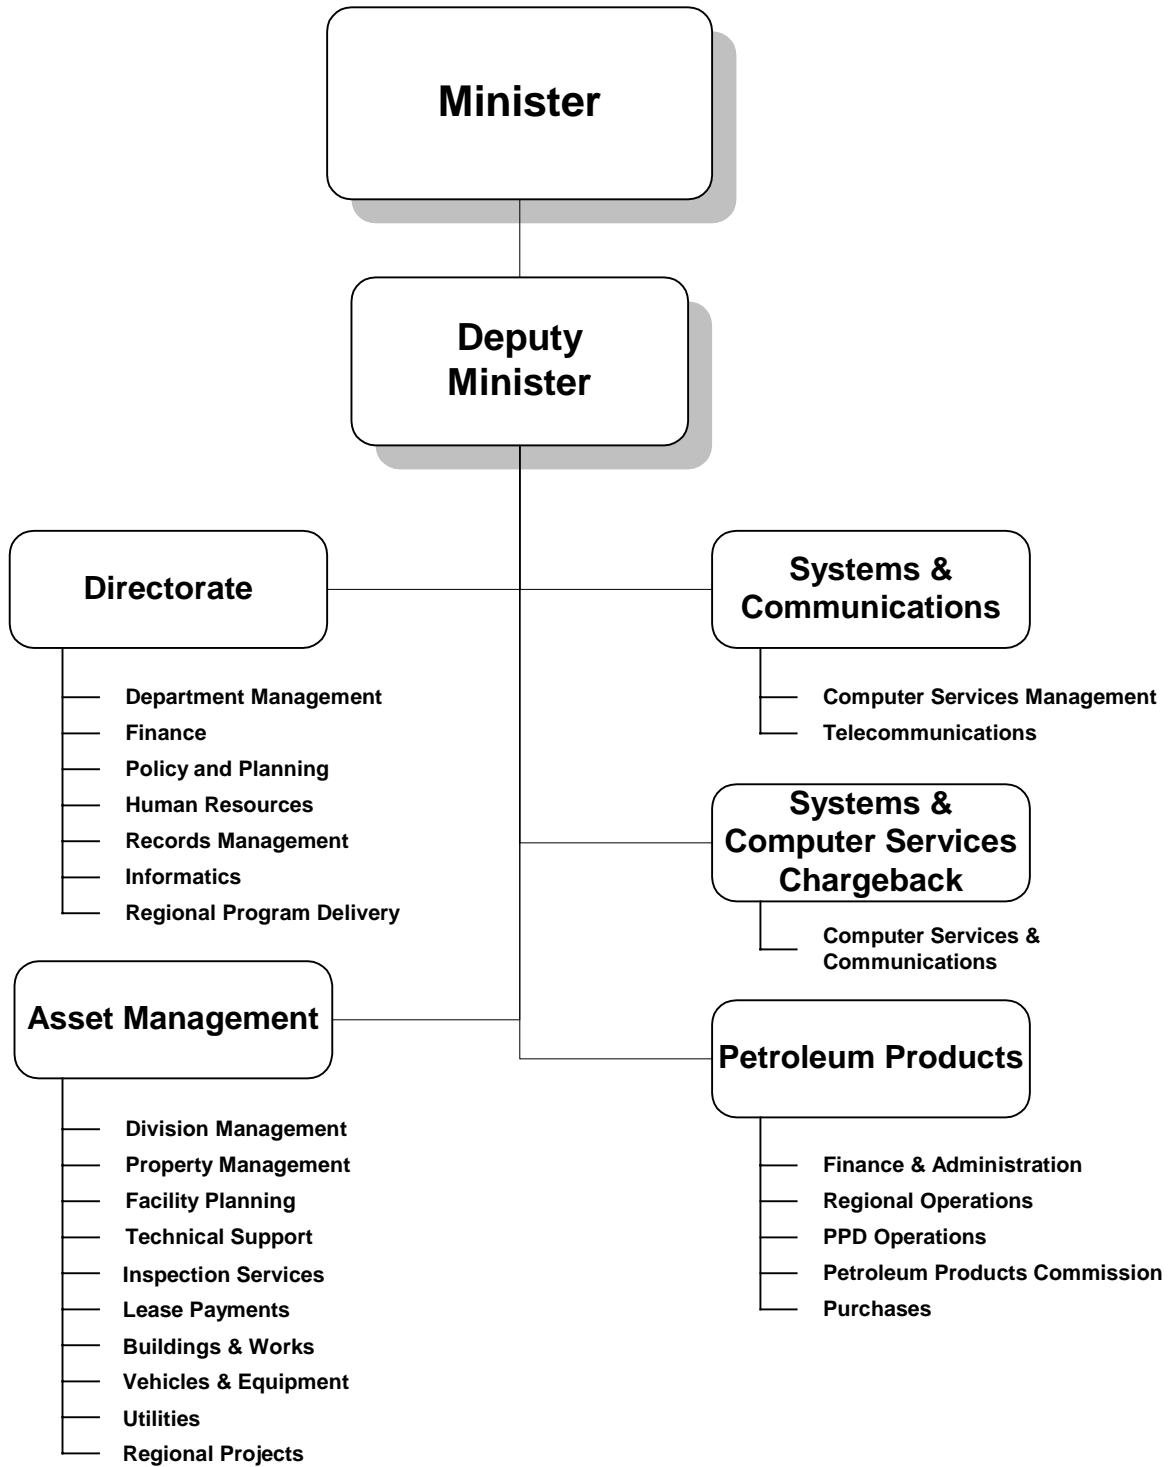 Minister
Deputy
Minister
Directorate
Department Management
Finance
Policy and Planning
Human Resources
Records Management
Informatics
Regional Program Delivery
Asset Management
Division Management
Property Management
Facility Planning
Technical Support
Inspection Services
Lease Payments
Buildings & Works
Vehicles & Equipment
Utilities
Regional Projects
Systems &
Communications
Computer Services Management
Telecommunications
Systems &
Computer Services
Chargeback
Computer Services &
Communications
Petroleum Products
Finance & Administration
Regional Operations
PPD Operations
Petroleum Products Commission
Purchases